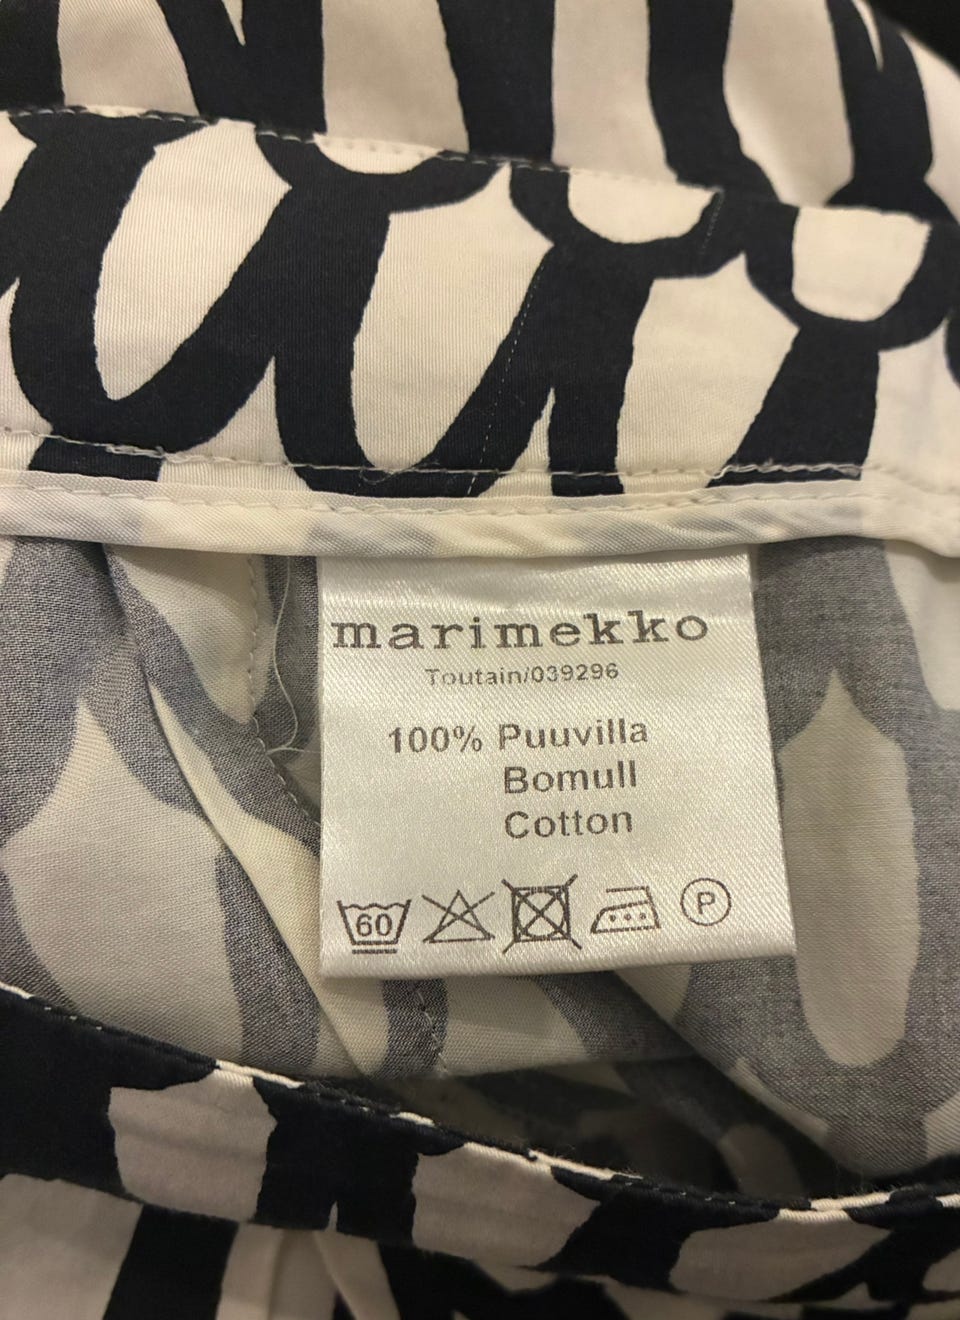 marimekko
Toutain/039296
100% Puuvilla
Bomull
Cotton
60 P